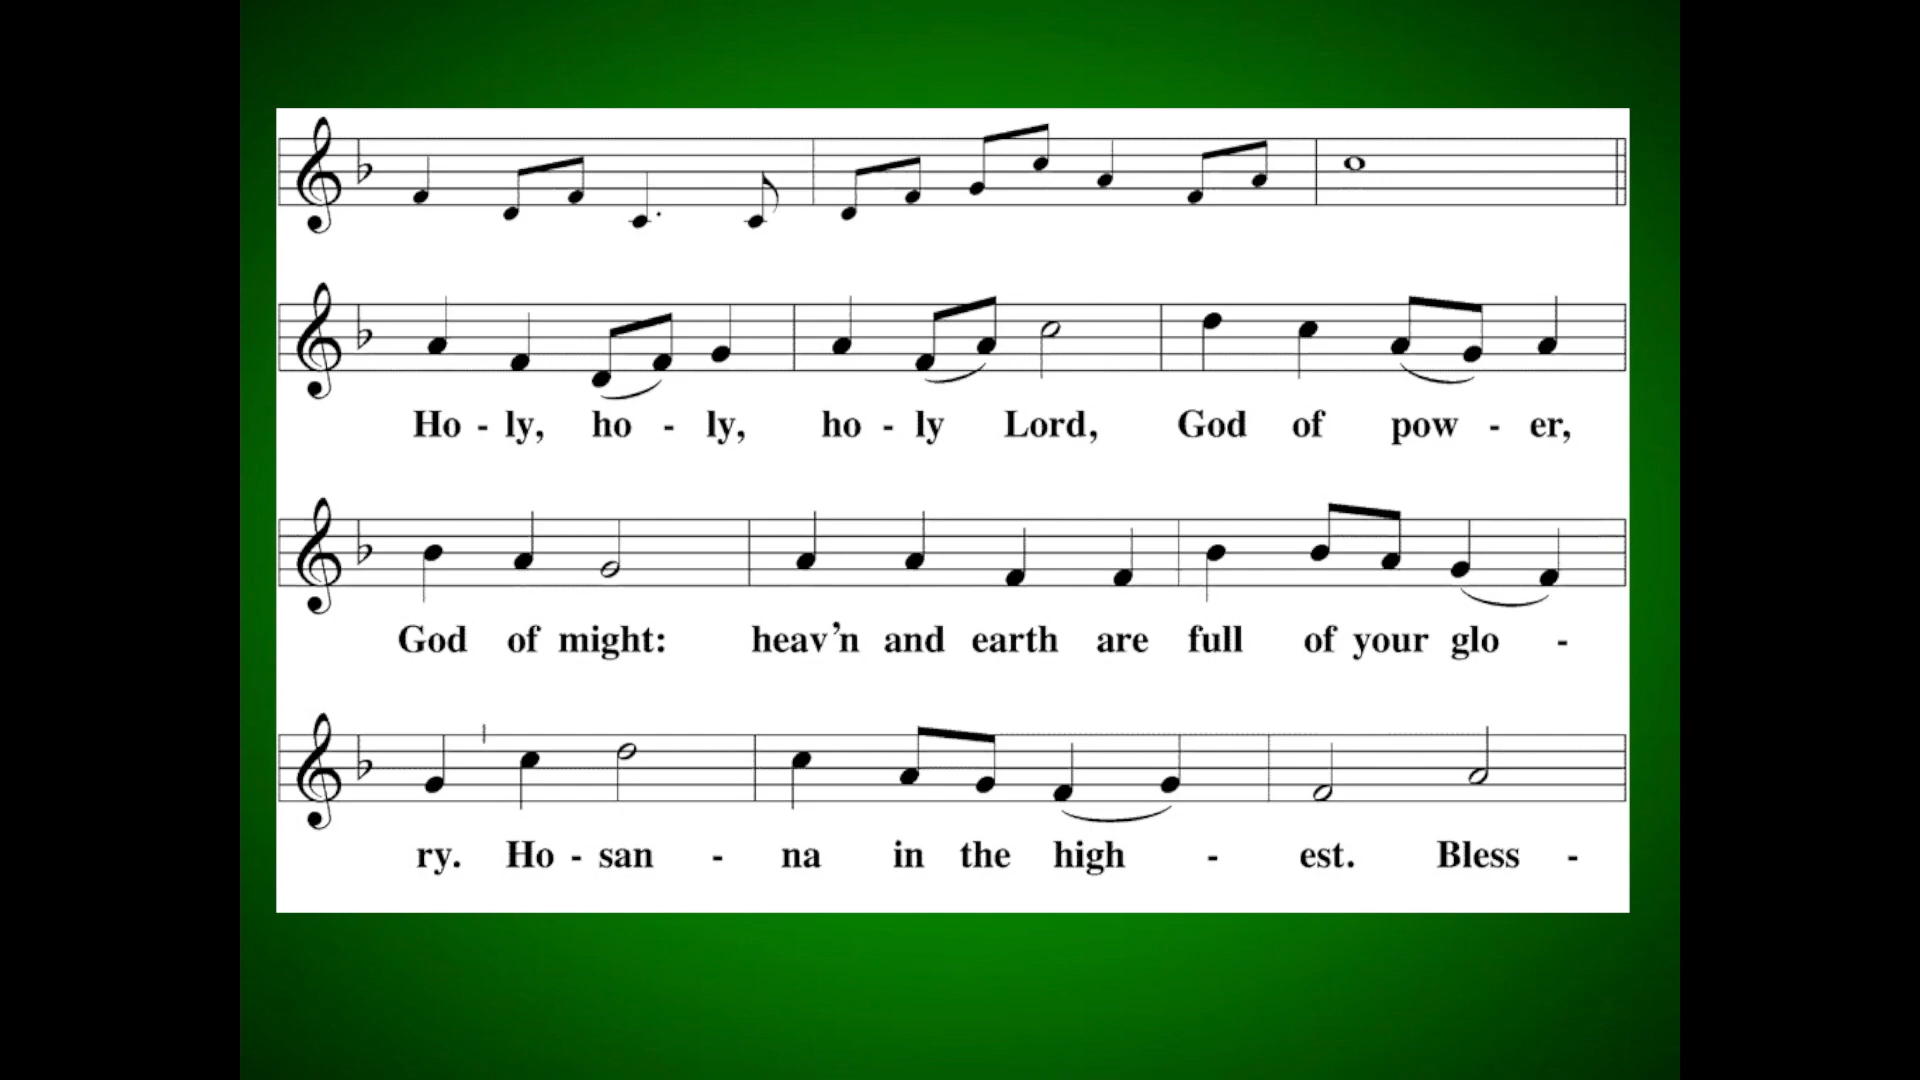 Ho - ly, ho - ly, ho - ly Lord, God of pow - er,
God of might: heav’n and earth are full of your glo -
ry. Ho - san - na in the high - est. Bless -